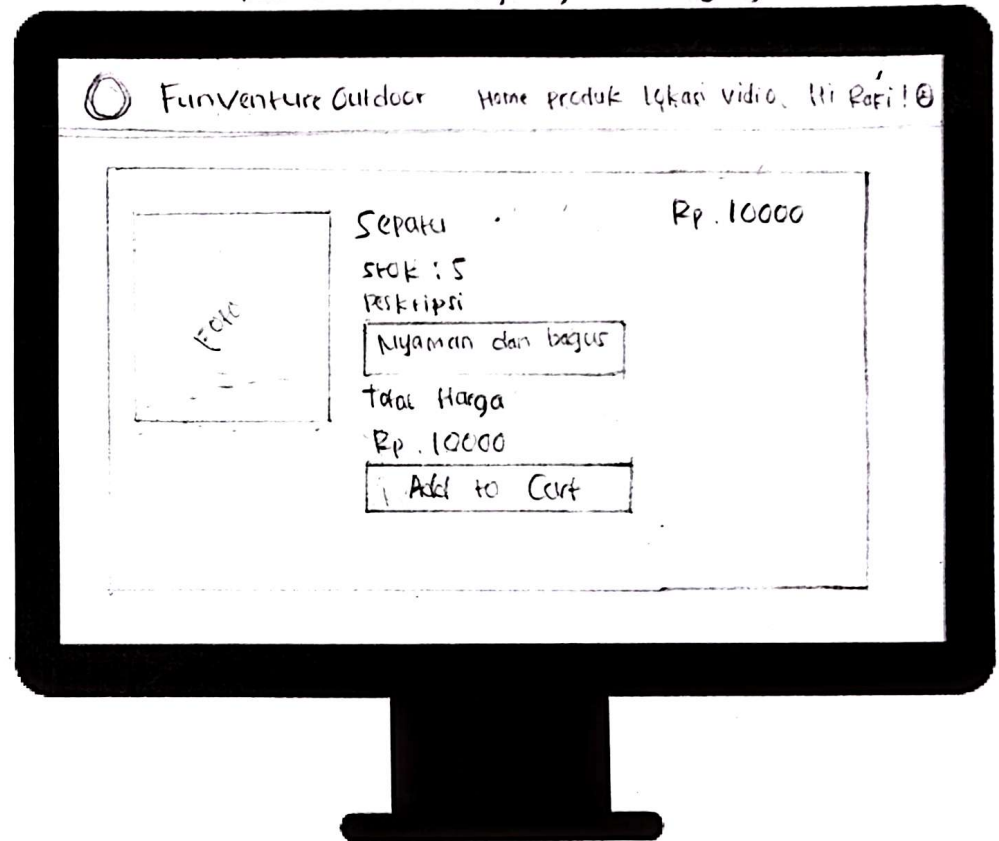 FunVenture Outdoor Home Produk lokasi vidio Hi Rafi!
Sepatu Rp. 10000
Stok : 5
Deskripsi
Foto
Nyaman dan bagus
Total Harga
Rp. 10000
Add to Cart